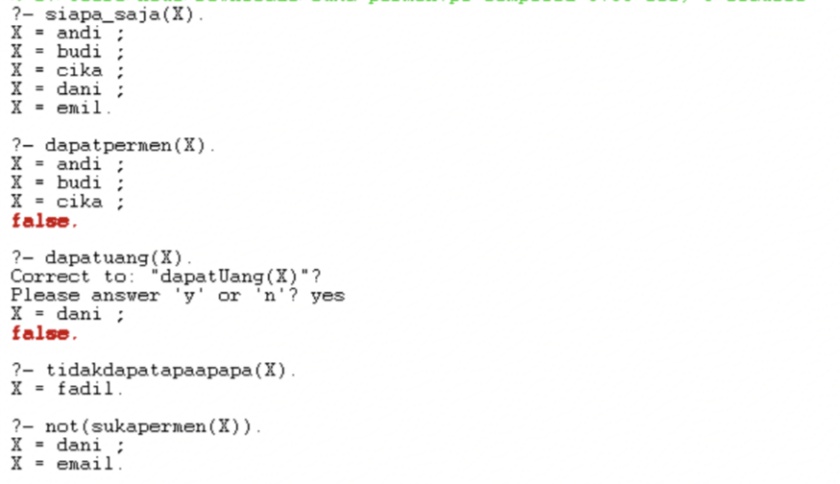 ?- siapa_saja(X).
X = andi ;
X = budi ;
X = cika ;
X = dani ;
X = emil.
?- dapatpermen(X).
X = andi ;
X = budi ;
X = cika ;
false.
?- dapatuang(X).
Correct to: "dapatUang(X)"?
Please answer 'y' or 'n'? yes
X = dani ;
false.
?- tidakdapatapaapapa(X).
X = fadil.
?- not(sukapermen(X)).
X = dani ;
X = email.